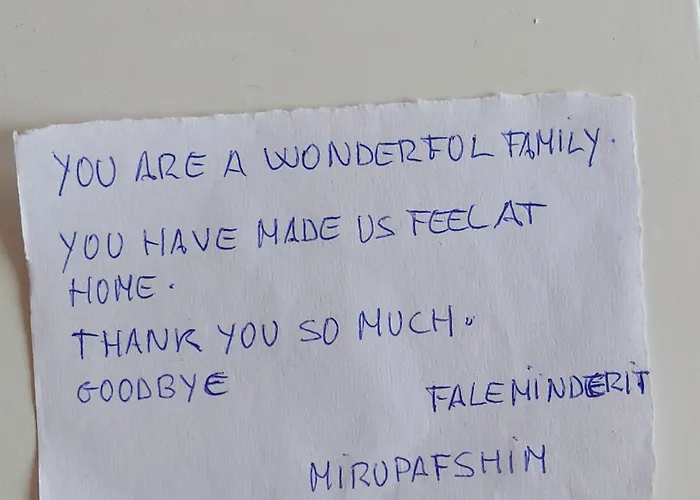 YOU ARE A WONDERFOL FAMILY.
YOU HAVE MADE US FEEL AT
HOME.
THANK YOU SO MUCH.
GOODBYE
FALEMINDERIT
MIRUPAFSHIM